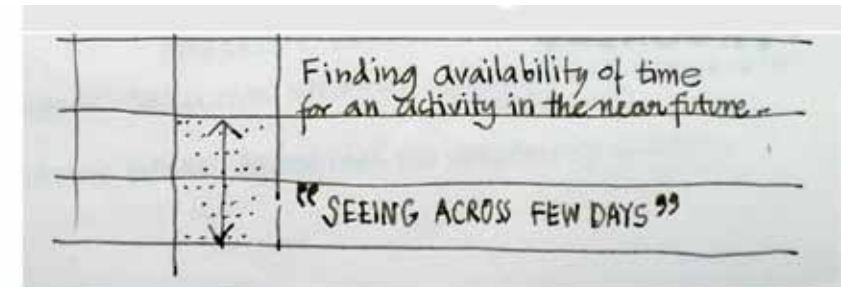 Finding availability of time
for an activity in the near future.
"SEEING ACROSS FEW DAYS"